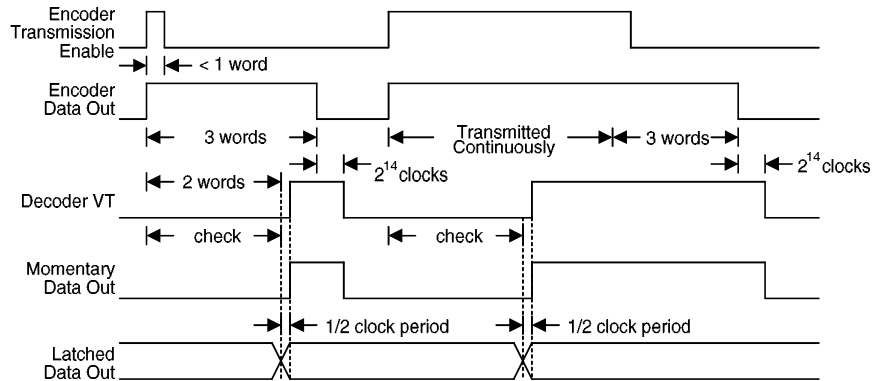 Encoder
Transmission
Enable
< 1 word
Encoder
Data Out
3 words
Transmitted
Continuously
3 words
2^14 clocks
2^14 clocks
2 words
Decoder VT
check
check
Momentary
Data Out
1/2 clock period
1/2 clock period
Latched
Data Out